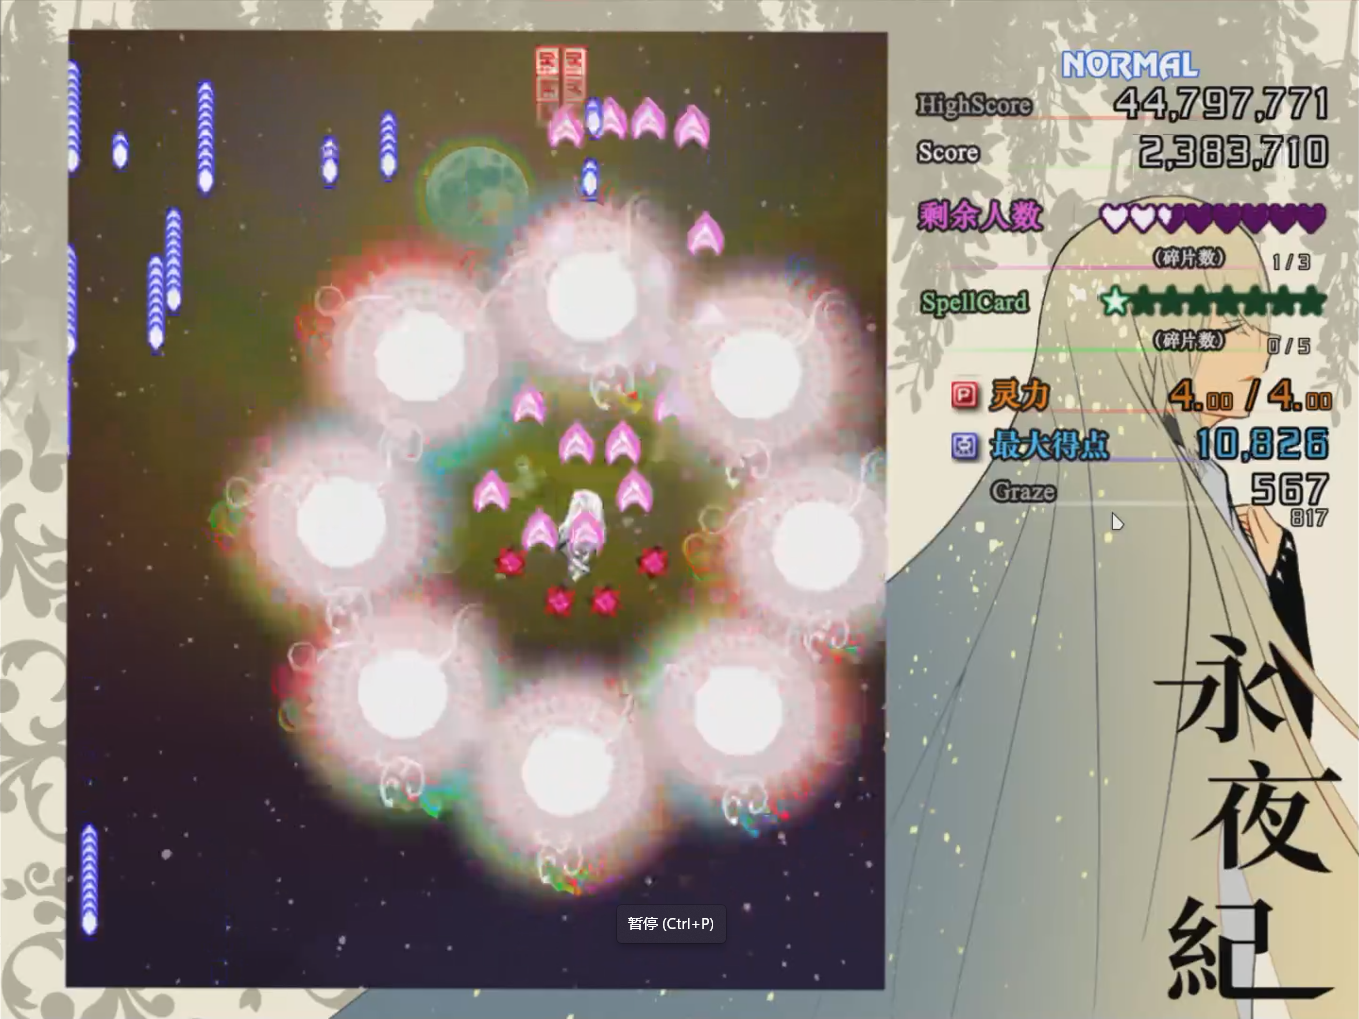 NORMAL
HighScore 44,797,771
Score 2,383,710
剩余人数
(碎片数) 1/3
SpellCard
(碎片数) 0/5
P 灵力 4.00 / 4.00
最大得点 10,826
Graze 567
817
永夜紀
暂停 (Ctrl+P)